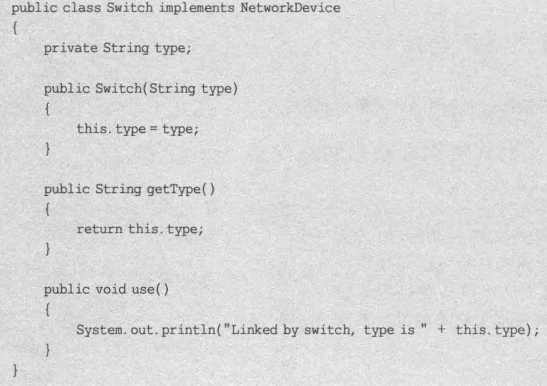 public class Switch implements NetworkDevice
{
    private String type;

    public Switch(String type)
    {
        this.type = type;
    }

    public String getType()
    {
        return this.type;
    }

    public void use()
    {
        System.out.println("Linked by switch, type is " + this.type);
    }
}